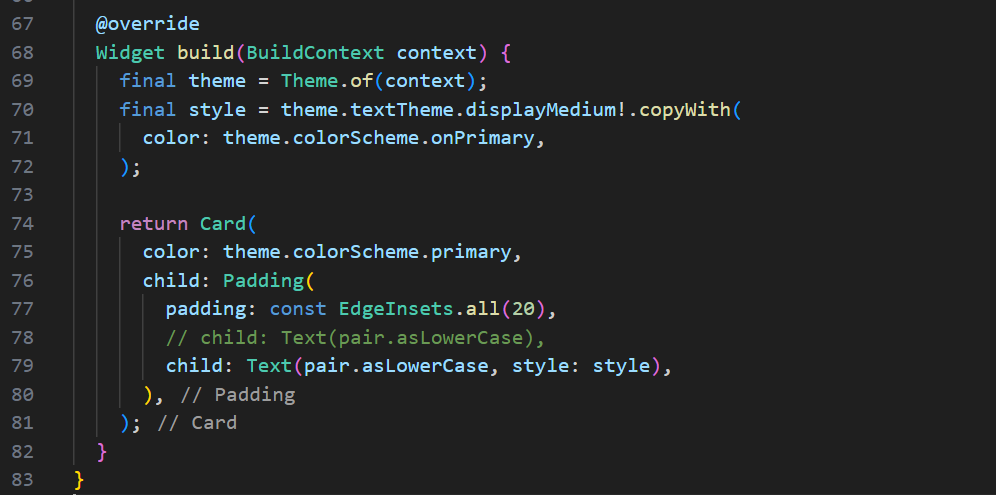 67 @override
68 Widget build(BuildContext context) {
69 final theme = Theme.of(context);
70 final style = theme.textTheme.displayMedium!.copyWith(
71 color: theme.colorScheme.onPrimary,
72 );
73
74 return Card(
75 color: theme.colorScheme.primary,
76 child: Padding(
77 padding: const EdgeInsets.all(20),
78 // child: Text(pair.asLowerCase),
79 child: Text(pair.asLowerCase, style: style),
80 ), // Padding
81 ); // Card
82 }
83 }